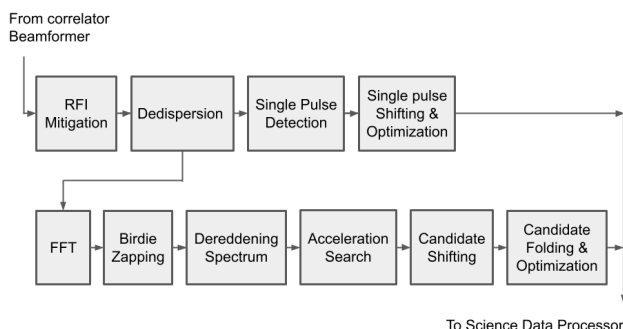 From correlator
Beamformer
RFI
Mitigation
Dedispersion
Single Pulse
Detection
Single pulse
Shifting &
Optimization
FFT
Birdie
Zapping
Dereddening
Spectrum
Acceleration
Search
Candidate
Shifting
Candidate
Folding &
Optimization
To Science Data Processor